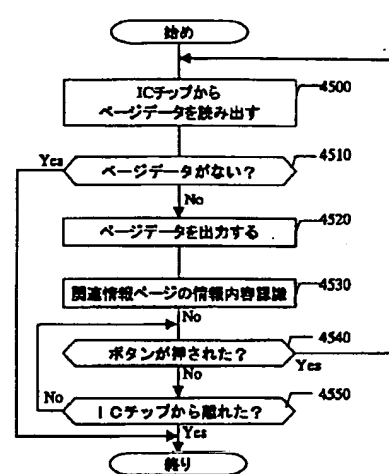 始め
ICチップから
ページデータを読み出す
4500
Yes
ページデータがない?
4510
No
ページデータを出力する
4520
関連情報ページの情報内容認識
4530
No
ボタンが押された?
4540
Yes
No
No
ICチップから離れた?
4550
Yes
終り